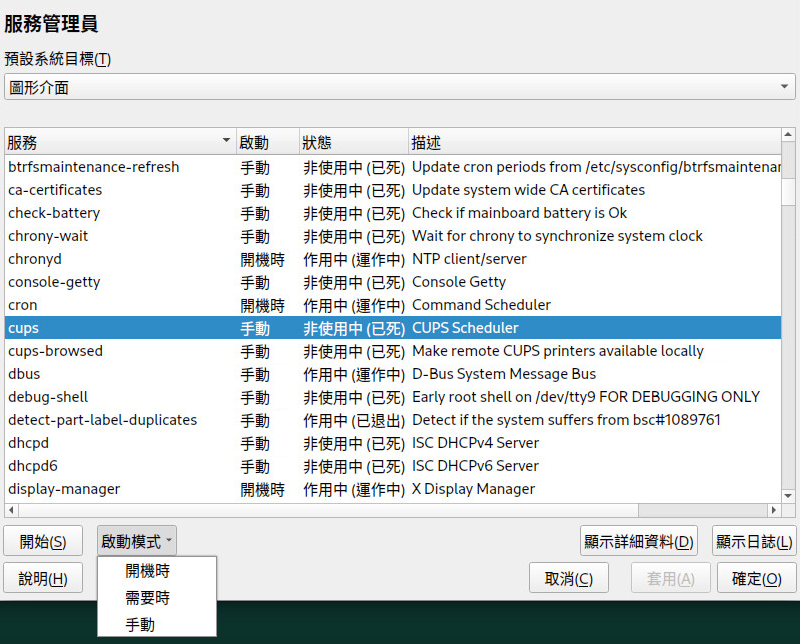 服務管理員
預設系統目標(T)
圖形介面
服務 啟動 狀態 描述
btrfsmaintenance-refresh 手動 非使用中 (已死) Update cron periods from /etc/sysconfig/btrfsmaintenan
ca-certificates 手動 非使用中 (已死) Update system wide CA certificates
check-battery 手動 非使用中 (已死) Check if mainboard battery is Ok
chrony-wait 手動 非使用中 (已死) Wait for chrony to synchronize system clock
chronyd 開機時 作用中 (運作中) NTP client/server
console-getty 手動 非使用中 (已死) Console Getty
cron 開機時 作用中 (運作中) Command Scheduler
cups 手動 非使用中 (已死) CUPS Scheduler
cups-browsed 手動 非使用中 (已死) Make remote CUPS printers available locally
dbus 手動 作用中 (運作中) D-Bus System Message Bus
debug-shell 手動 非使用中 (已死) Early root shell on /dev/tty9 FOR DEBUGGING ONLY
detect-part-label-duplicates 手動 作用中 (已退出) Detect if the system suffers from bsc#1089761
dhcpd 手動 非使用中 (已死) ISC DHCPv4 Server
dhcpd6 手動 非使用中 (已死) ISC DHCPv6 Server
display-manager 開機時 作用中 (運作中) X Display Manager
開始(S) 啟動模式 顯示詳細資料(D) 顯示日誌(L)
說明(H) 取消(C) 套用(A) 確定(O)
開機時
需要時
手動